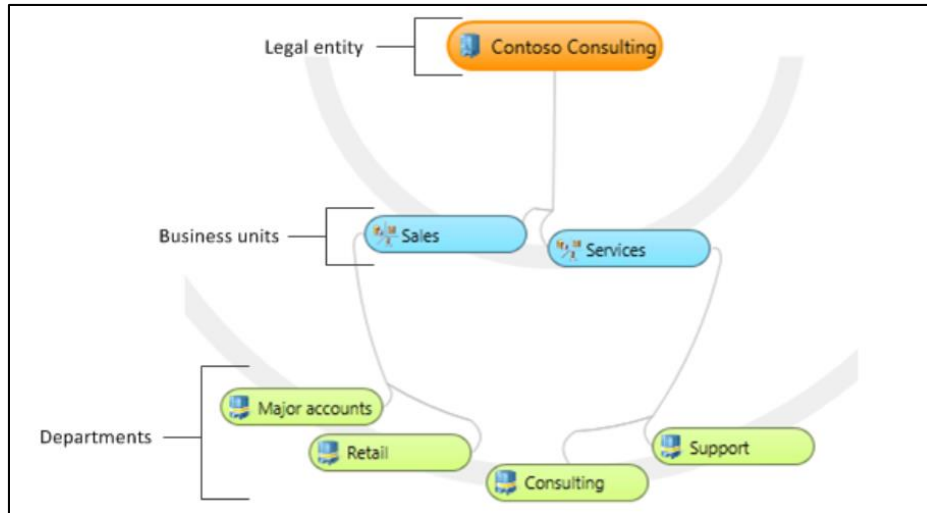 Legal entity
Contoso Consulting
Business units
Sales
Services
Departments
Major accounts
Retail
Consulting
Support